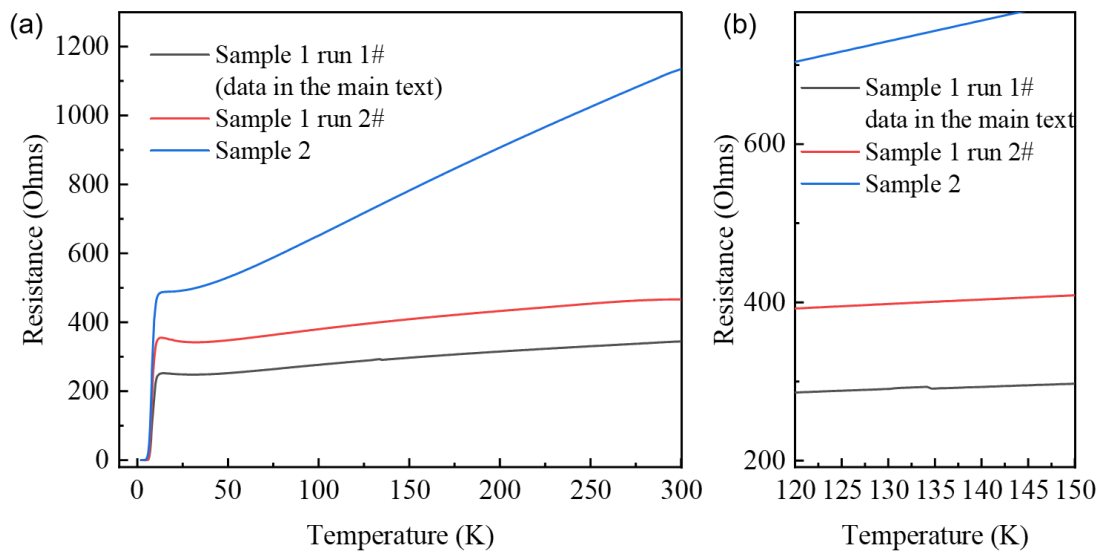 (a)
Sample 1 run 1#
(data in the main text)
Sample 1 run 2#
Sample 2
Resistance (Ohms)
1200
1000
800
600
400
200
0
0 50 100 150 200 250 300
Temperature (K)
(b)
Sample 1 run 1#
data in the main text
Sample 1 run 2#
Sample 2
Resistance (Ohms)
600
400
200
120 125 130 135 140 145 150
Temperature (K)